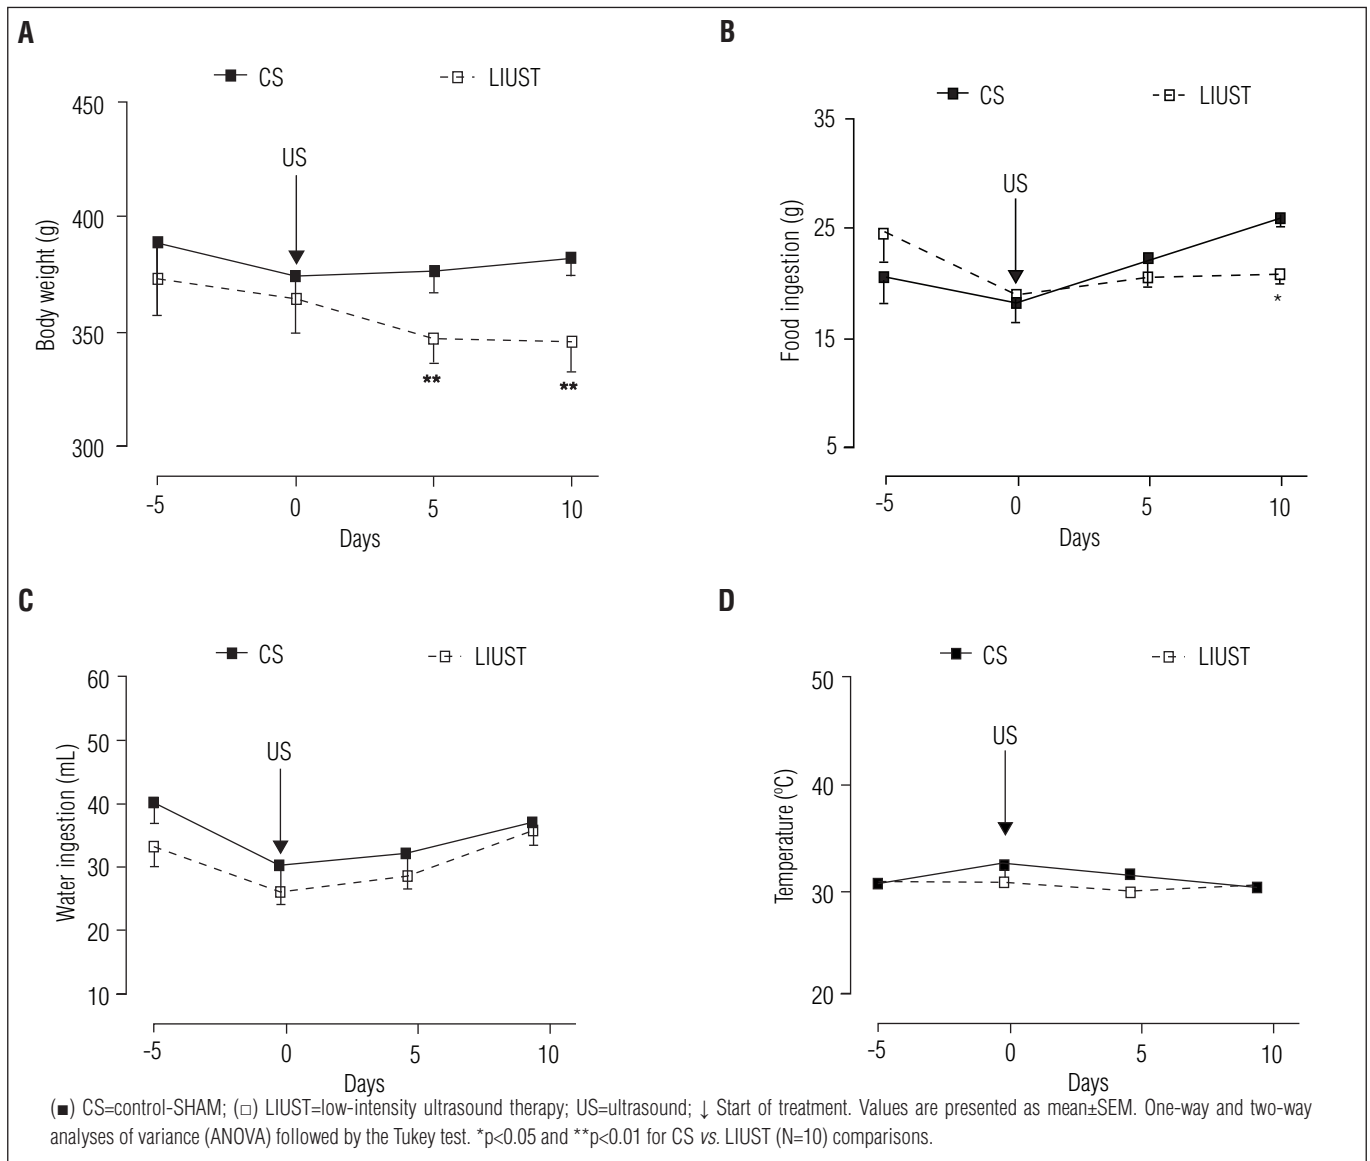 A
CS
LIUST
450
400
350
300
US
**
**
Body weight (g)
-5
0
5
10
Days
B
CS
LIUST
35
25
15
5
US
*
Food ingestion (g)
-5
0
5
10
Days
C
CS
LIUST
60
50
40
30
20
10
US
Water ingestion (mL)
-5
0
5
10
Days
D
CS
LIUST
50
40
30
20
US
Temperature (ºC)
-5
0
5
10
Days
(■) CS=control-SHAM; (□) LIUST=low-intensity ultrasound therapy; US=ultrasound; ↓ Start of treatment. Values are presented as mean±SEM. One-way and two-way
analyses of variance (ANOVA) followed by the Tukey test. *p<0.05 and **p<0.01 for CS vs. LIUST (N=10) comparisons.